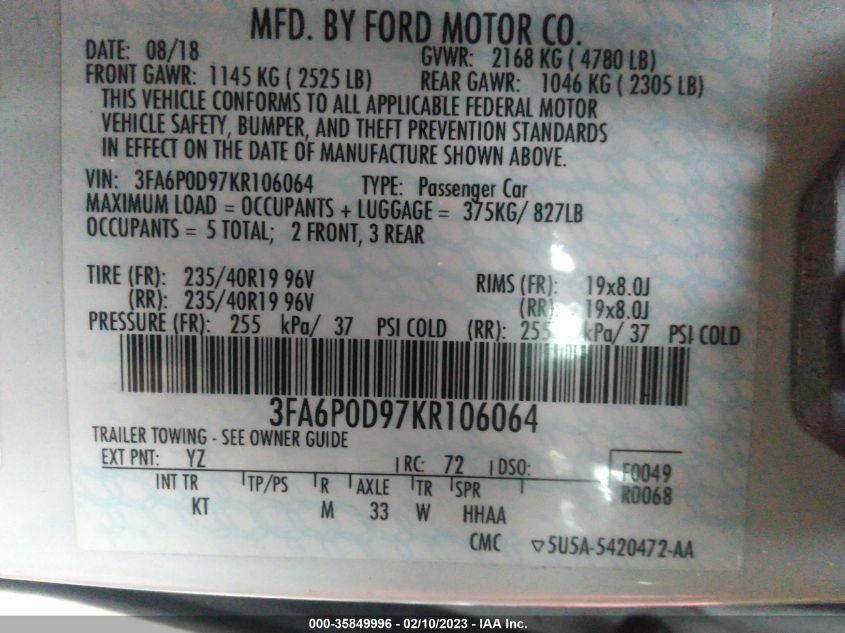 MFD. BY FORD MOTOR CO.
DATE: 08/18 GVWR: 2168 KG ( 4780 LB)
FRONT GAWR: 1145 KG ( 2525 LB) REAR GAWR: 1046 KG ( 2305 LB)
THIS VEHICLE CONFORMS TO ALL APPLICABLE FEDERAL MOTOR
VEHICLE SAFETY, BUMPER, AND THEFT PREVENTION STANDARDS
IN EFFECT ON THE DATE OF MANUFACTURE SHOWN ABOVE.
VIN: 3FA6P0D97KR106064 TYPE: Passenger Car
MAXIMUM LOAD = OCCUPANTS + LUGGAGE = 375KG/ 827LB
OCCUPANTS = 5 TOTAL; 2 FRONT, 3 REAR
TIRE (FR): 235/40R19 96V RIMS (FR): 19x8.0J
(RR): 235/40R19 96V (RR): 19x8.0J
PRESSURE (FR): 255 kPa/ 37 PSI COLD (RR): 255 kPa/ 37 PSI COLD
3FA6P0D97KR106064
TRAILER TOWING - SEE OWNER GUIDE
EXT PNT: YZ RC: 72 DSO: F0049
INT TR TP/PS R AXLE TR SPR R0068
KT M 33 W HHAA
CMC ▽5U5A-5420472-AA
000-35849996 - 02/10/2023 - IAA Inc.